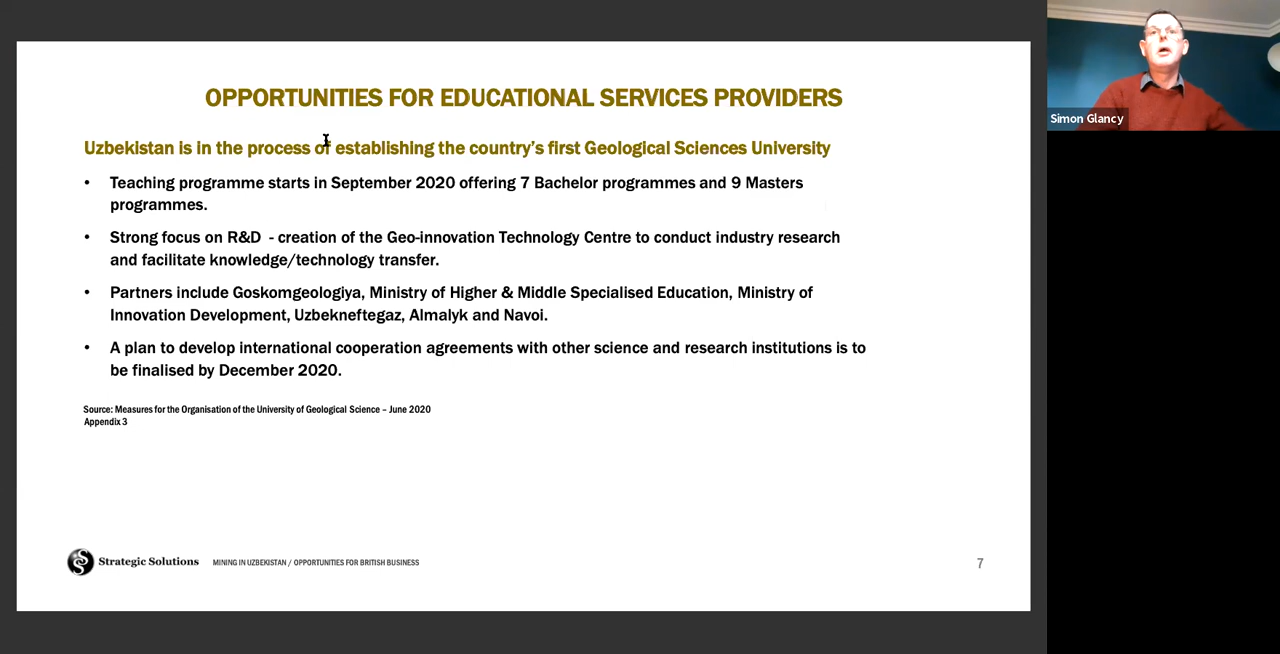 OPPORTUNITIES FOR EDUCATIONAL SERVICES PROVIDERS
Uzbekistan is in the process of establishing the country's first Geological Sciences University
• Teaching programme starts in September 2020 offering 7 Bachelor programmes and 9 Masters
programmes.
• Strong focus on R&D - creation of the Geo-innovation Technology Centre to conduct industry research
and facilitate knowledge/technology transfer.
• Partners include Goskomgeologiya, Ministry of Higher & Middle Specialised Education, Ministry of
Innovation Development, Uzbekneftegaz, Almalyk and Navoi.
• A plan to develop international cooperation agreements with other science and research institutions is to
be finalised by December 2020.
Source: Measures for the Organisation of the University of Geological Science – June 2020
Appendix 3
Strategic Solutions MINING IN UZBEKISTAN / OPPORTUNITIES FOR BRITISH BUSINESS 7
Simon Glancy